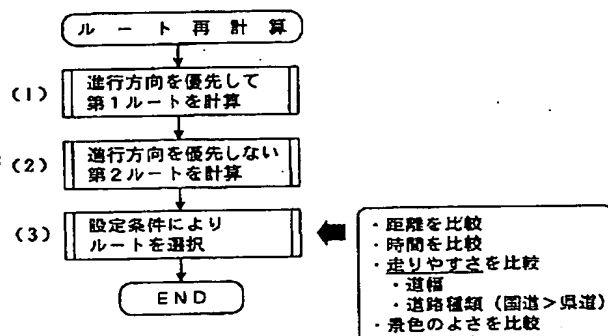 ルート再計算
(1)
進行方向を優先して
第1ルートを計算
(2)
進行方向を優先しない
第2ルートを計算
(3)
設定条件により
ルートを選択
END
・距離を比較
・時間を比較
・走りやすさを比較
・道幅
・道路種類(国道>県道)
・景色のよさを比較